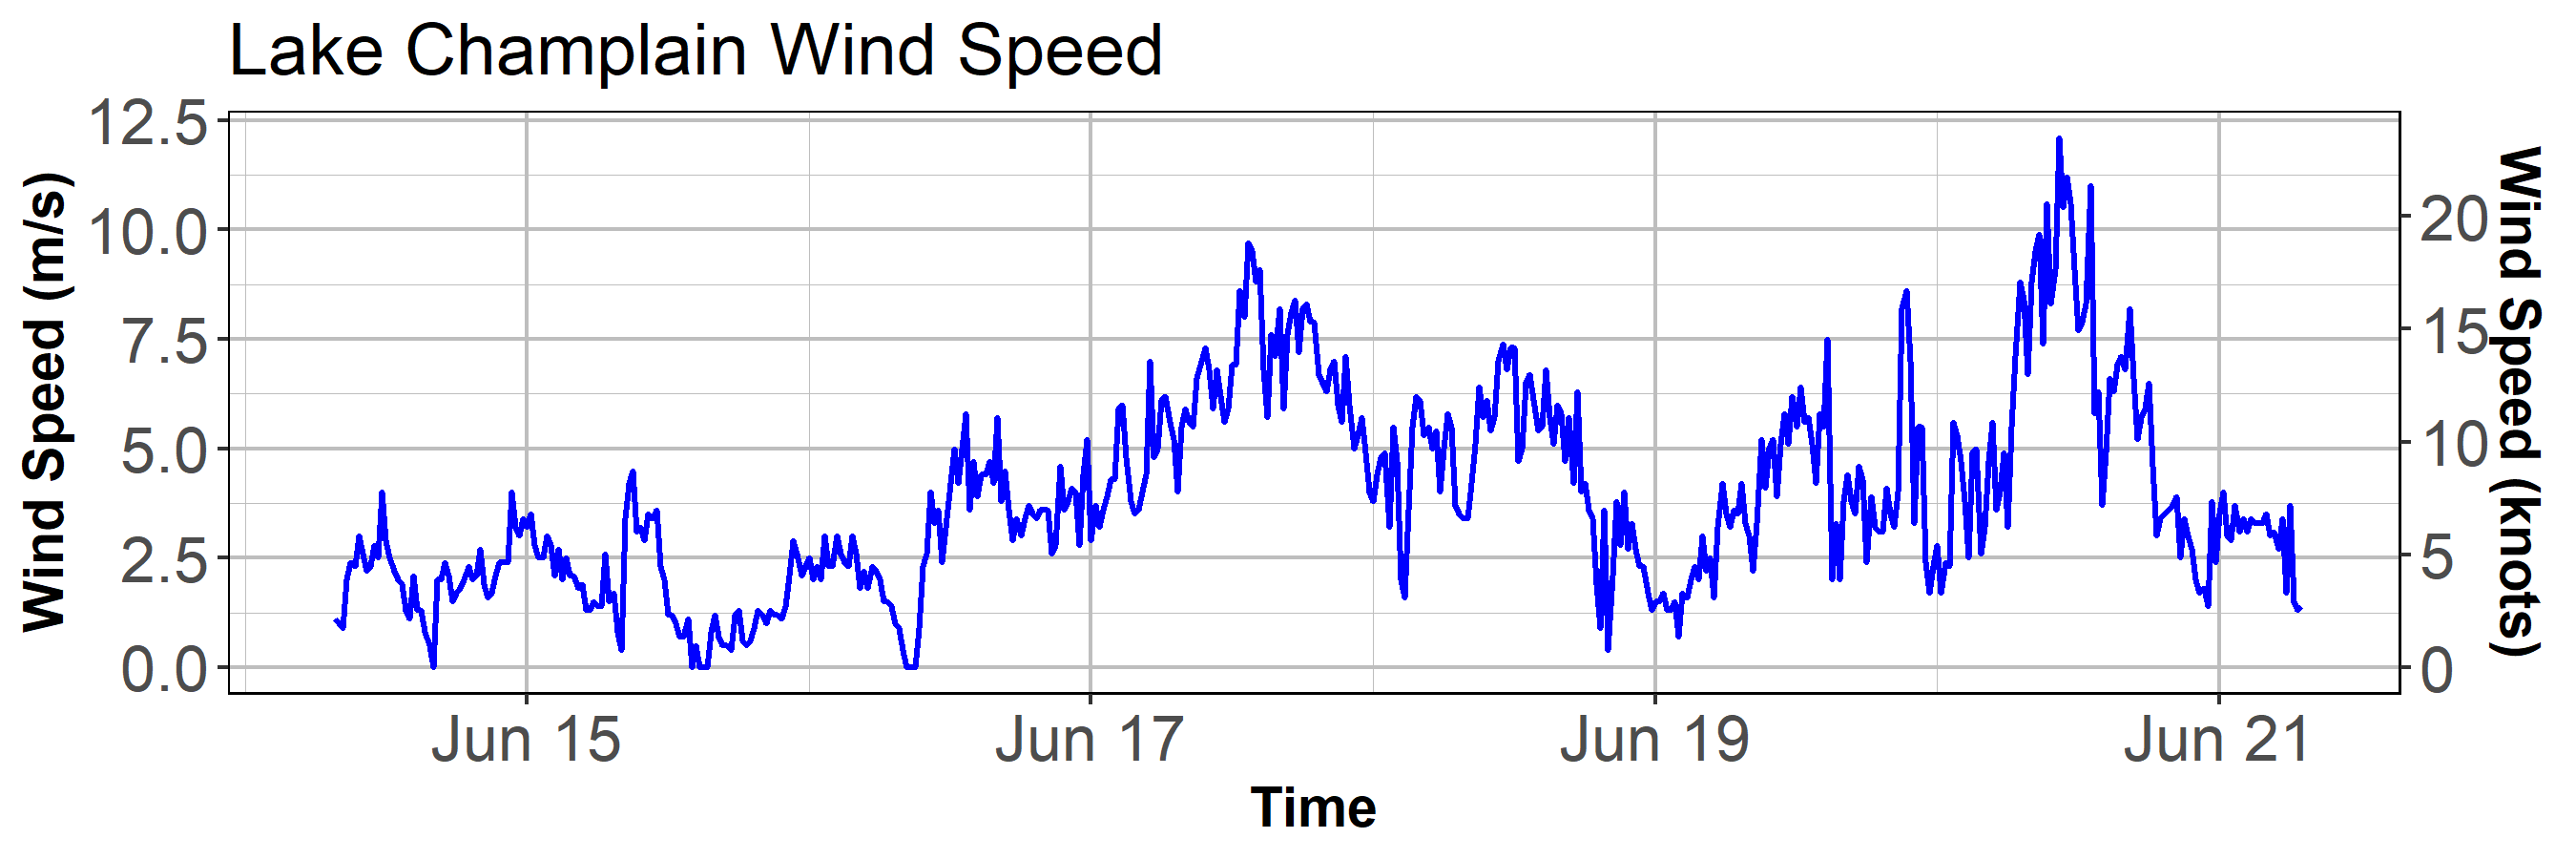 Lake Champlain Wind Speed
Wind Speed (m/s)
12.5
10.0
7.5
5.0
2.5
0.0
20
15
10
5
0
Wind Speed (knots)
Jun 15
Jun 17
Jun 19
Jun 21
Time